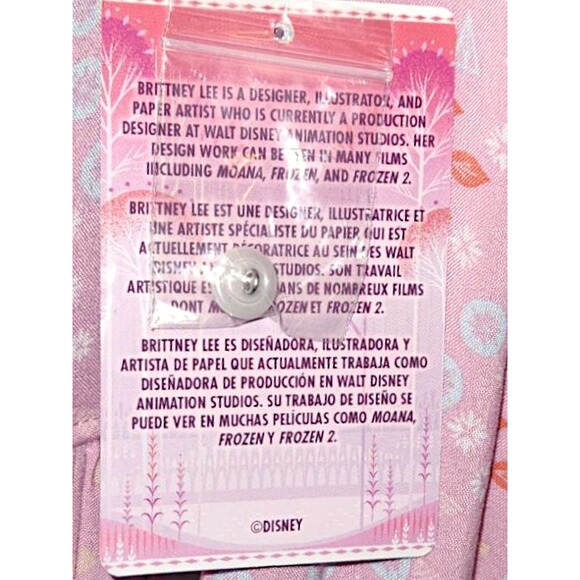 BRITTNEY LEE IS A DESIGNER, ILLUSTRATOR, AND
PAPER ARTIST WHO IS CURRENTLY A PRODUCTION
DESIGNER AT WALT DISNEY ANIMATION STUDIOS. HER
DESIGN WORK CAN BE SEEN IN MANY FILMS
INCLUDING MOANA, FROZEN, AND FROZEN 2.
BRITTNEY LEE EST UNE DESIGNER, ILLUSTRATRICE ET
UNE ARTISTE SPÉCIALISTE DU PAPIER QUI EST
ACTUELLEMENT DÉCORATRICE AU SEIN DES WALT
DISNEY STUDIOS. SON TRAVAIL
ARTISTIQUE DANS DE NOMBREUX FILMS
DONT FROZEN ET FROZEN 2.
BRITTNEY LEE ES DISEÑADORA, ILUSTRADORA Y
ARTISTA DE PAPEL QUE ACTUALMENTE TRABAJA COMO
DISEÑADORA DE PRODUCCIÓN EN WALT DISNEY
ANIMATION STUDIOS. SU TRABAJO DE DISEÑO SE
PUEDE VER EN MUCHAS PELÍCULAS COMO MOANA,
FROZEN Y FROZEN 2.
©DISNEY